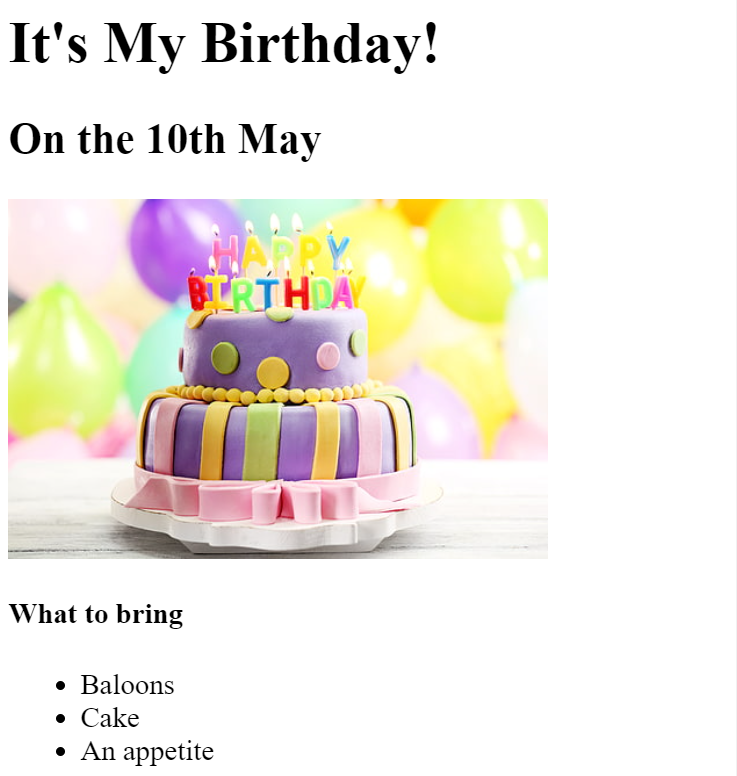 It's My Birthday!
On the 10th May
HAPPY
BIRTHDAY
What to bring
Baloons
Cake
An appetite